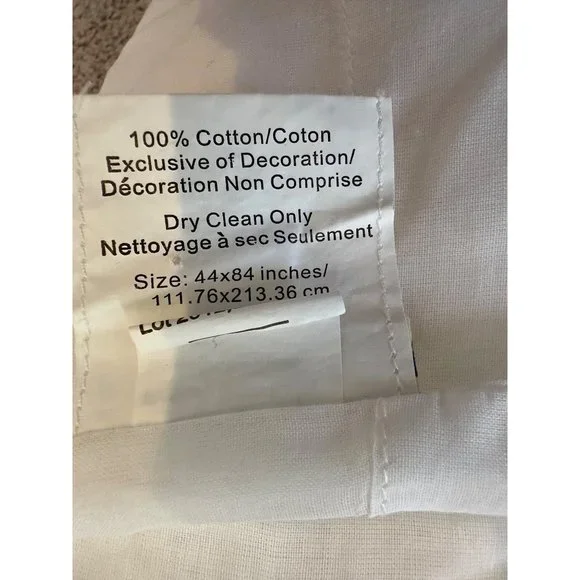 100% Cotton/Coton
Exclusive of Decoration/
Décoration Non Comprise
Dry Clean Only
Nettoyage à sec Seulement
Size: 44x84 inches/
111.76x213.36 cm
Lot